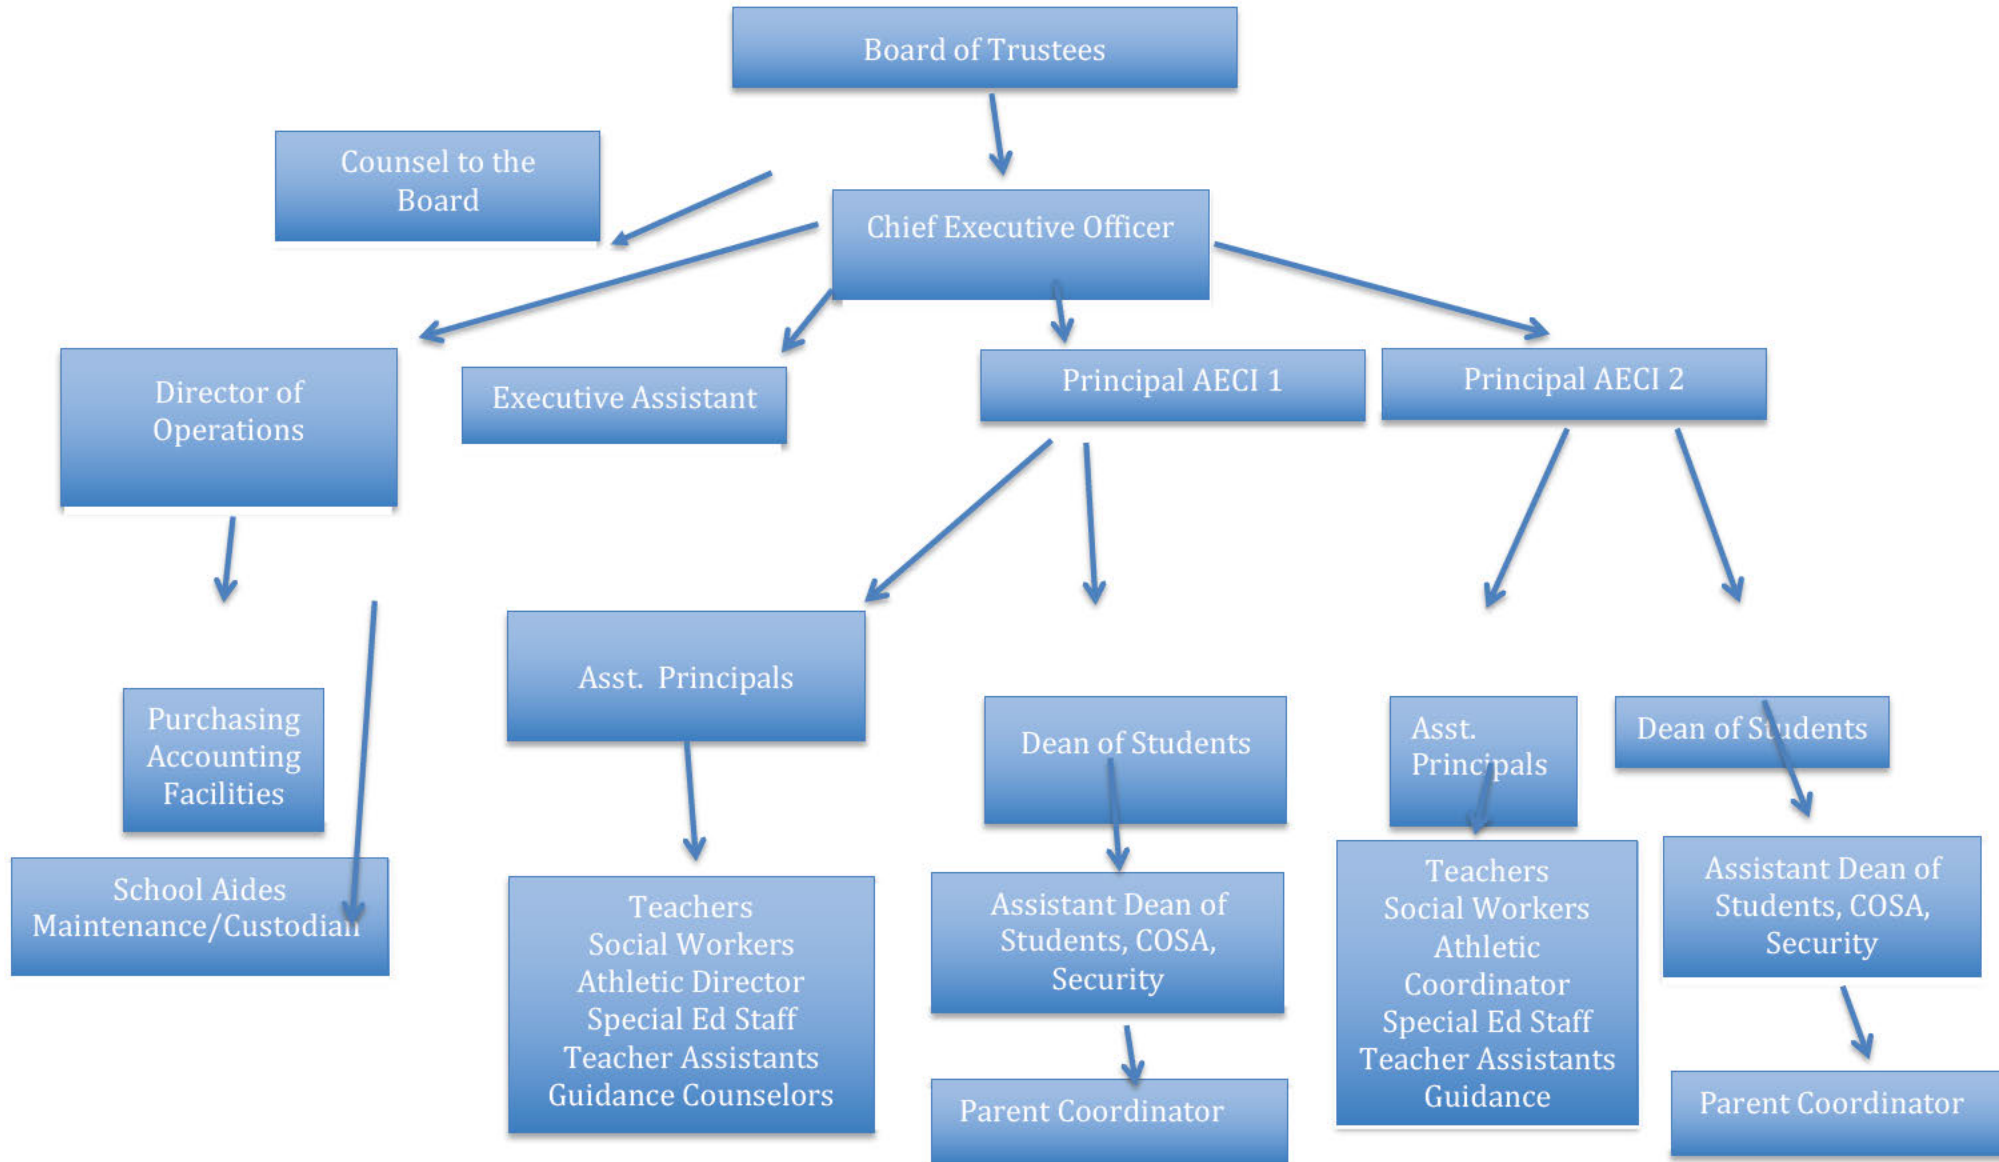 Board of Trustees
Counsel to the
Board
Chief Executive Officer
Director of
Operations
Executive Assistant
Principal AECI 1
Principal AECI 2
Asst. Principals
Purchasing
Accounting
Facilities
Dean of Students
Asst.
Principals
Dean of Students
School Aides
Maintenance/Custodian
Teachers
Social Workers
Athletic Director
Special Ed Staff
Teacher Assistants
Guidance Counselors
Assistant Dean of
Students, COSA,
Security
Teachers
Social Workers
Athletic
Coordinator
Special Ed Staff
Teacher Assistants
Guidance
Assistant Dean of
Students, COSA,
Security
Parent Coordinator
Parent Coordinator